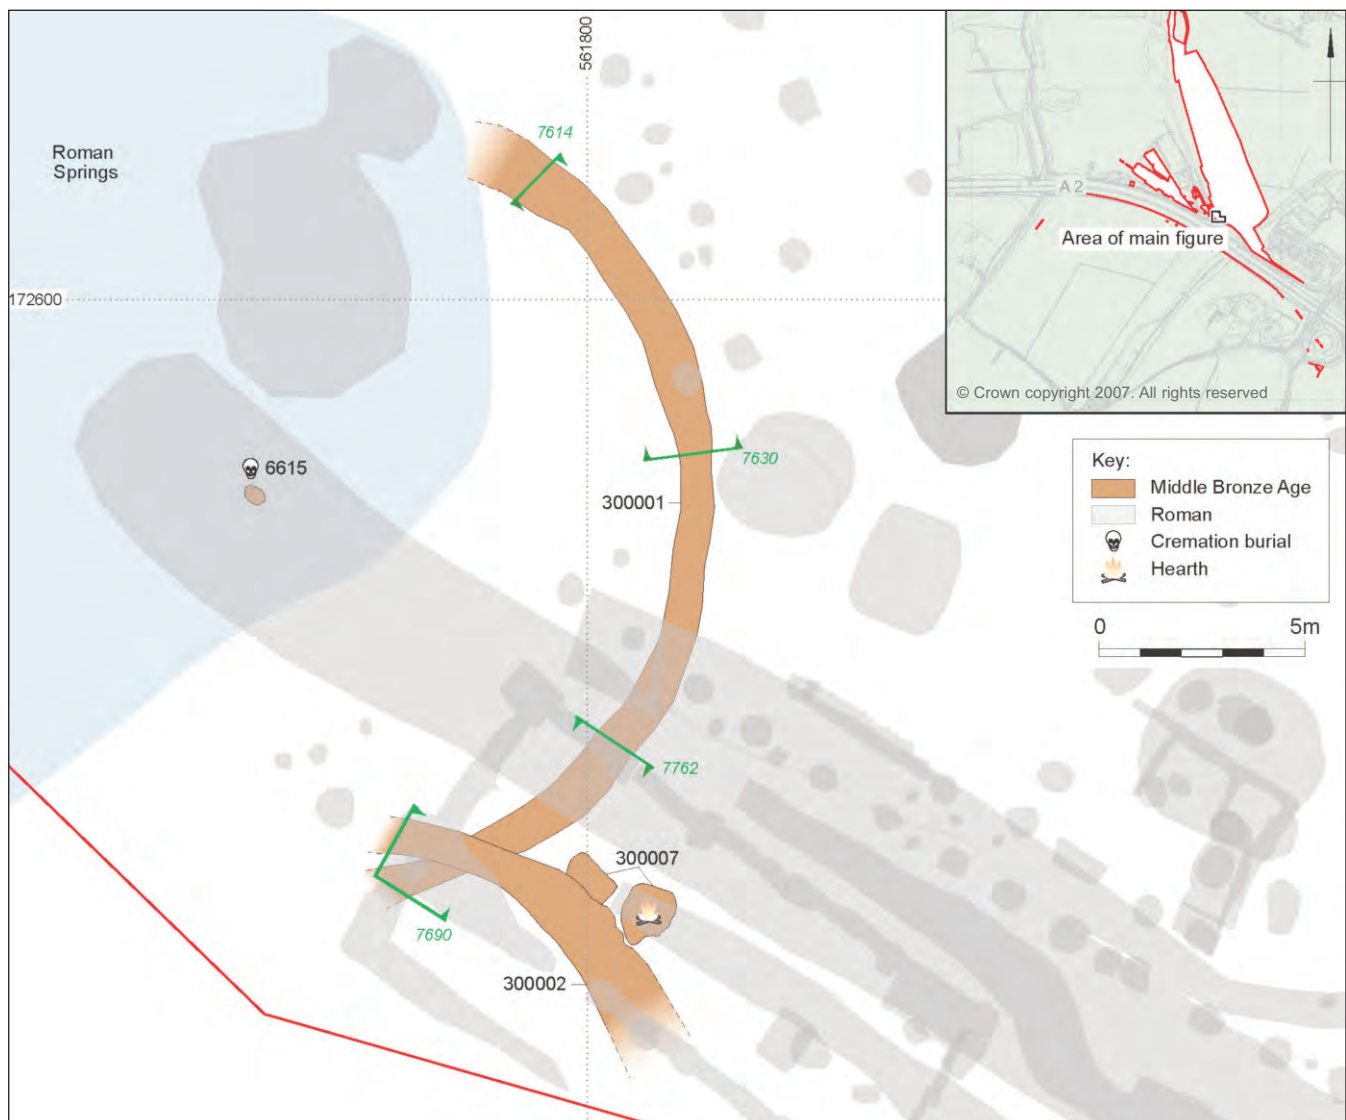 Roman
Springs
561800
7614
172600
A 2
Area of main figure
© Crown copyright 2007. All rights reserved
6615
7630
300001
Key:
Middle Bronze Age
Roman
Cremation burial
Hearth
0 5m
7762
300007
7690
300002